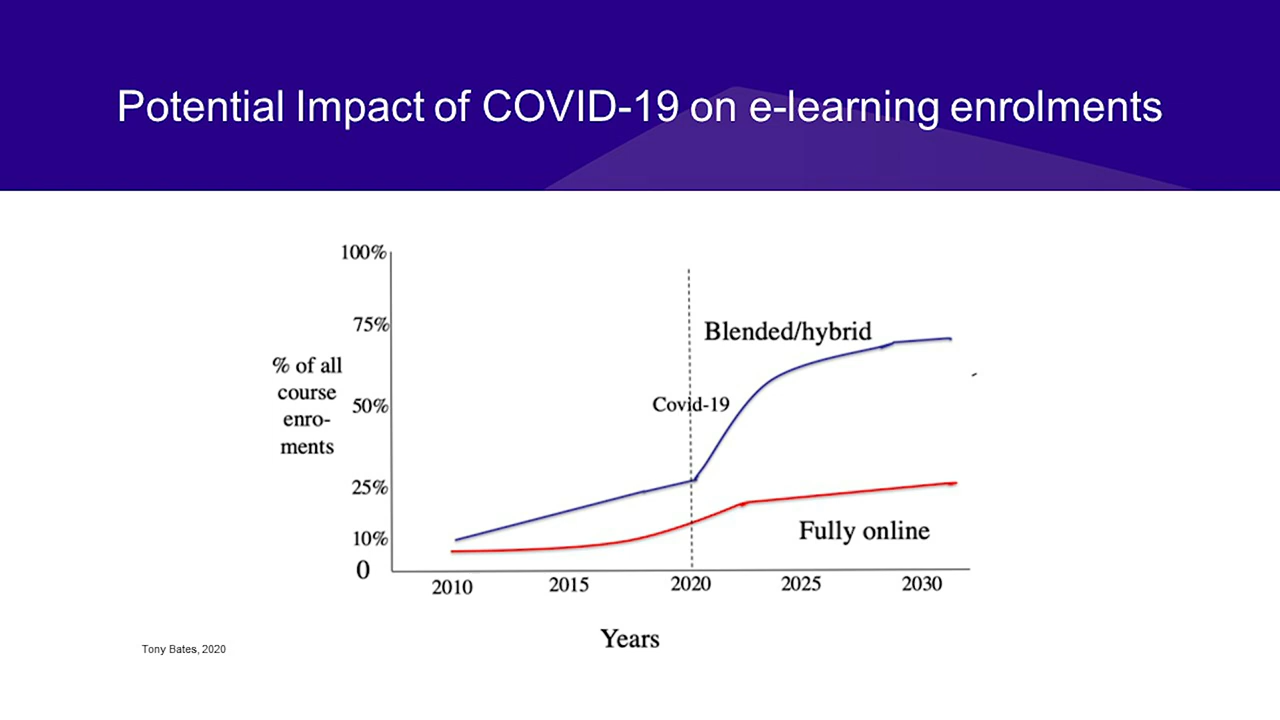 Potential Impact of COVID-19 on e-learning enrolments
100%
75%
Blended/hybrid
% of all
course
enro-
ments
50%
Covid-19
25%
10%
Fully online
0
2010
2015
2020
2025
2030
Years
Tony Bates, 2020